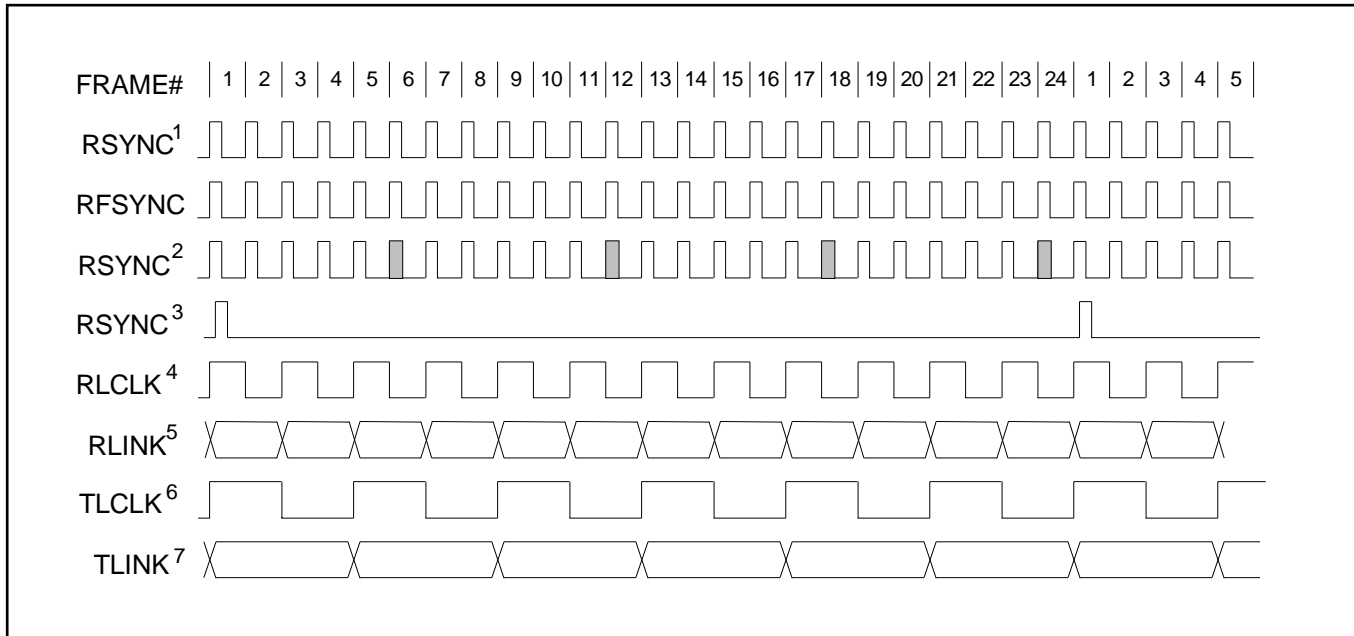 FRAME# 1 2 3 4 5 6 7 8 9 10 11 12 13 14 15 16 17 18 19 20 21 22 23 24 1 2 3 4 5
RSYNC1
RFSYNC
RSYNC2
RSYNC3
RLCLK4
RLINK5
TLCLK6
TLINK7